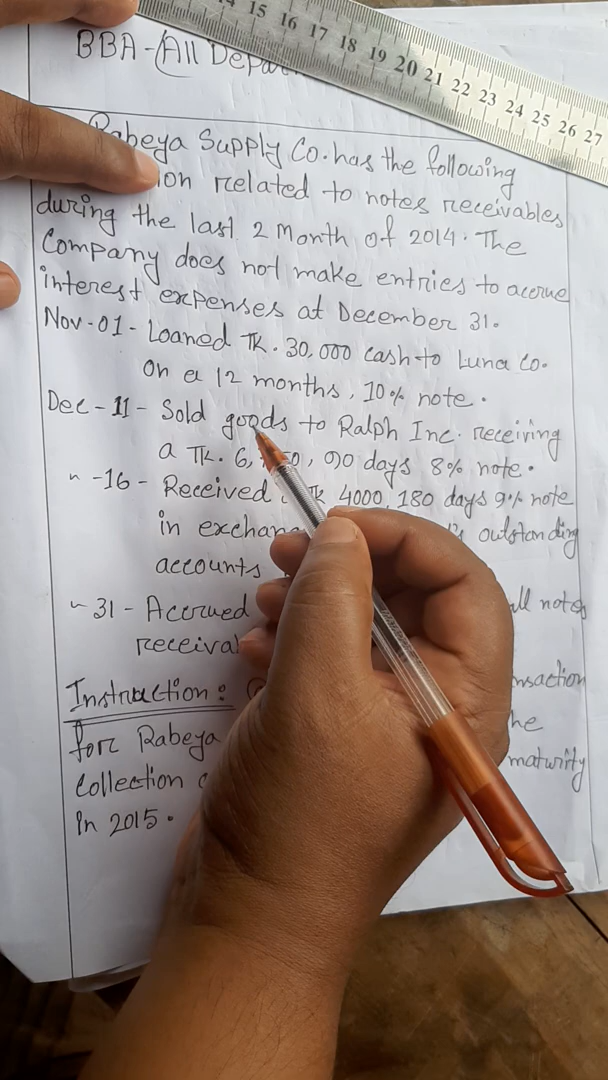 15 16 17 18 19 20 21 22 23 24 25 26 27
BBA-(All
Rabeya Supply Co. has the following
ion related to notes receivables
during the last 2 Month of 2014. The
Company does not make entries to accrue
interest expenses at December 31.
Nov-01- Loaned TK. 30,000 cash to Luna Co.
on a 12 months, 10% note.
Dec-11- Sold goods to Ralph Inc. receiving
a TK. 6, 90 days 8% note.
" -16- Received TK 4000, 180 days 9% note
in outstanding
accounts
" 31- Accrued all notes
Instruction:
for Rabeya
Collection maturity
in 2015.